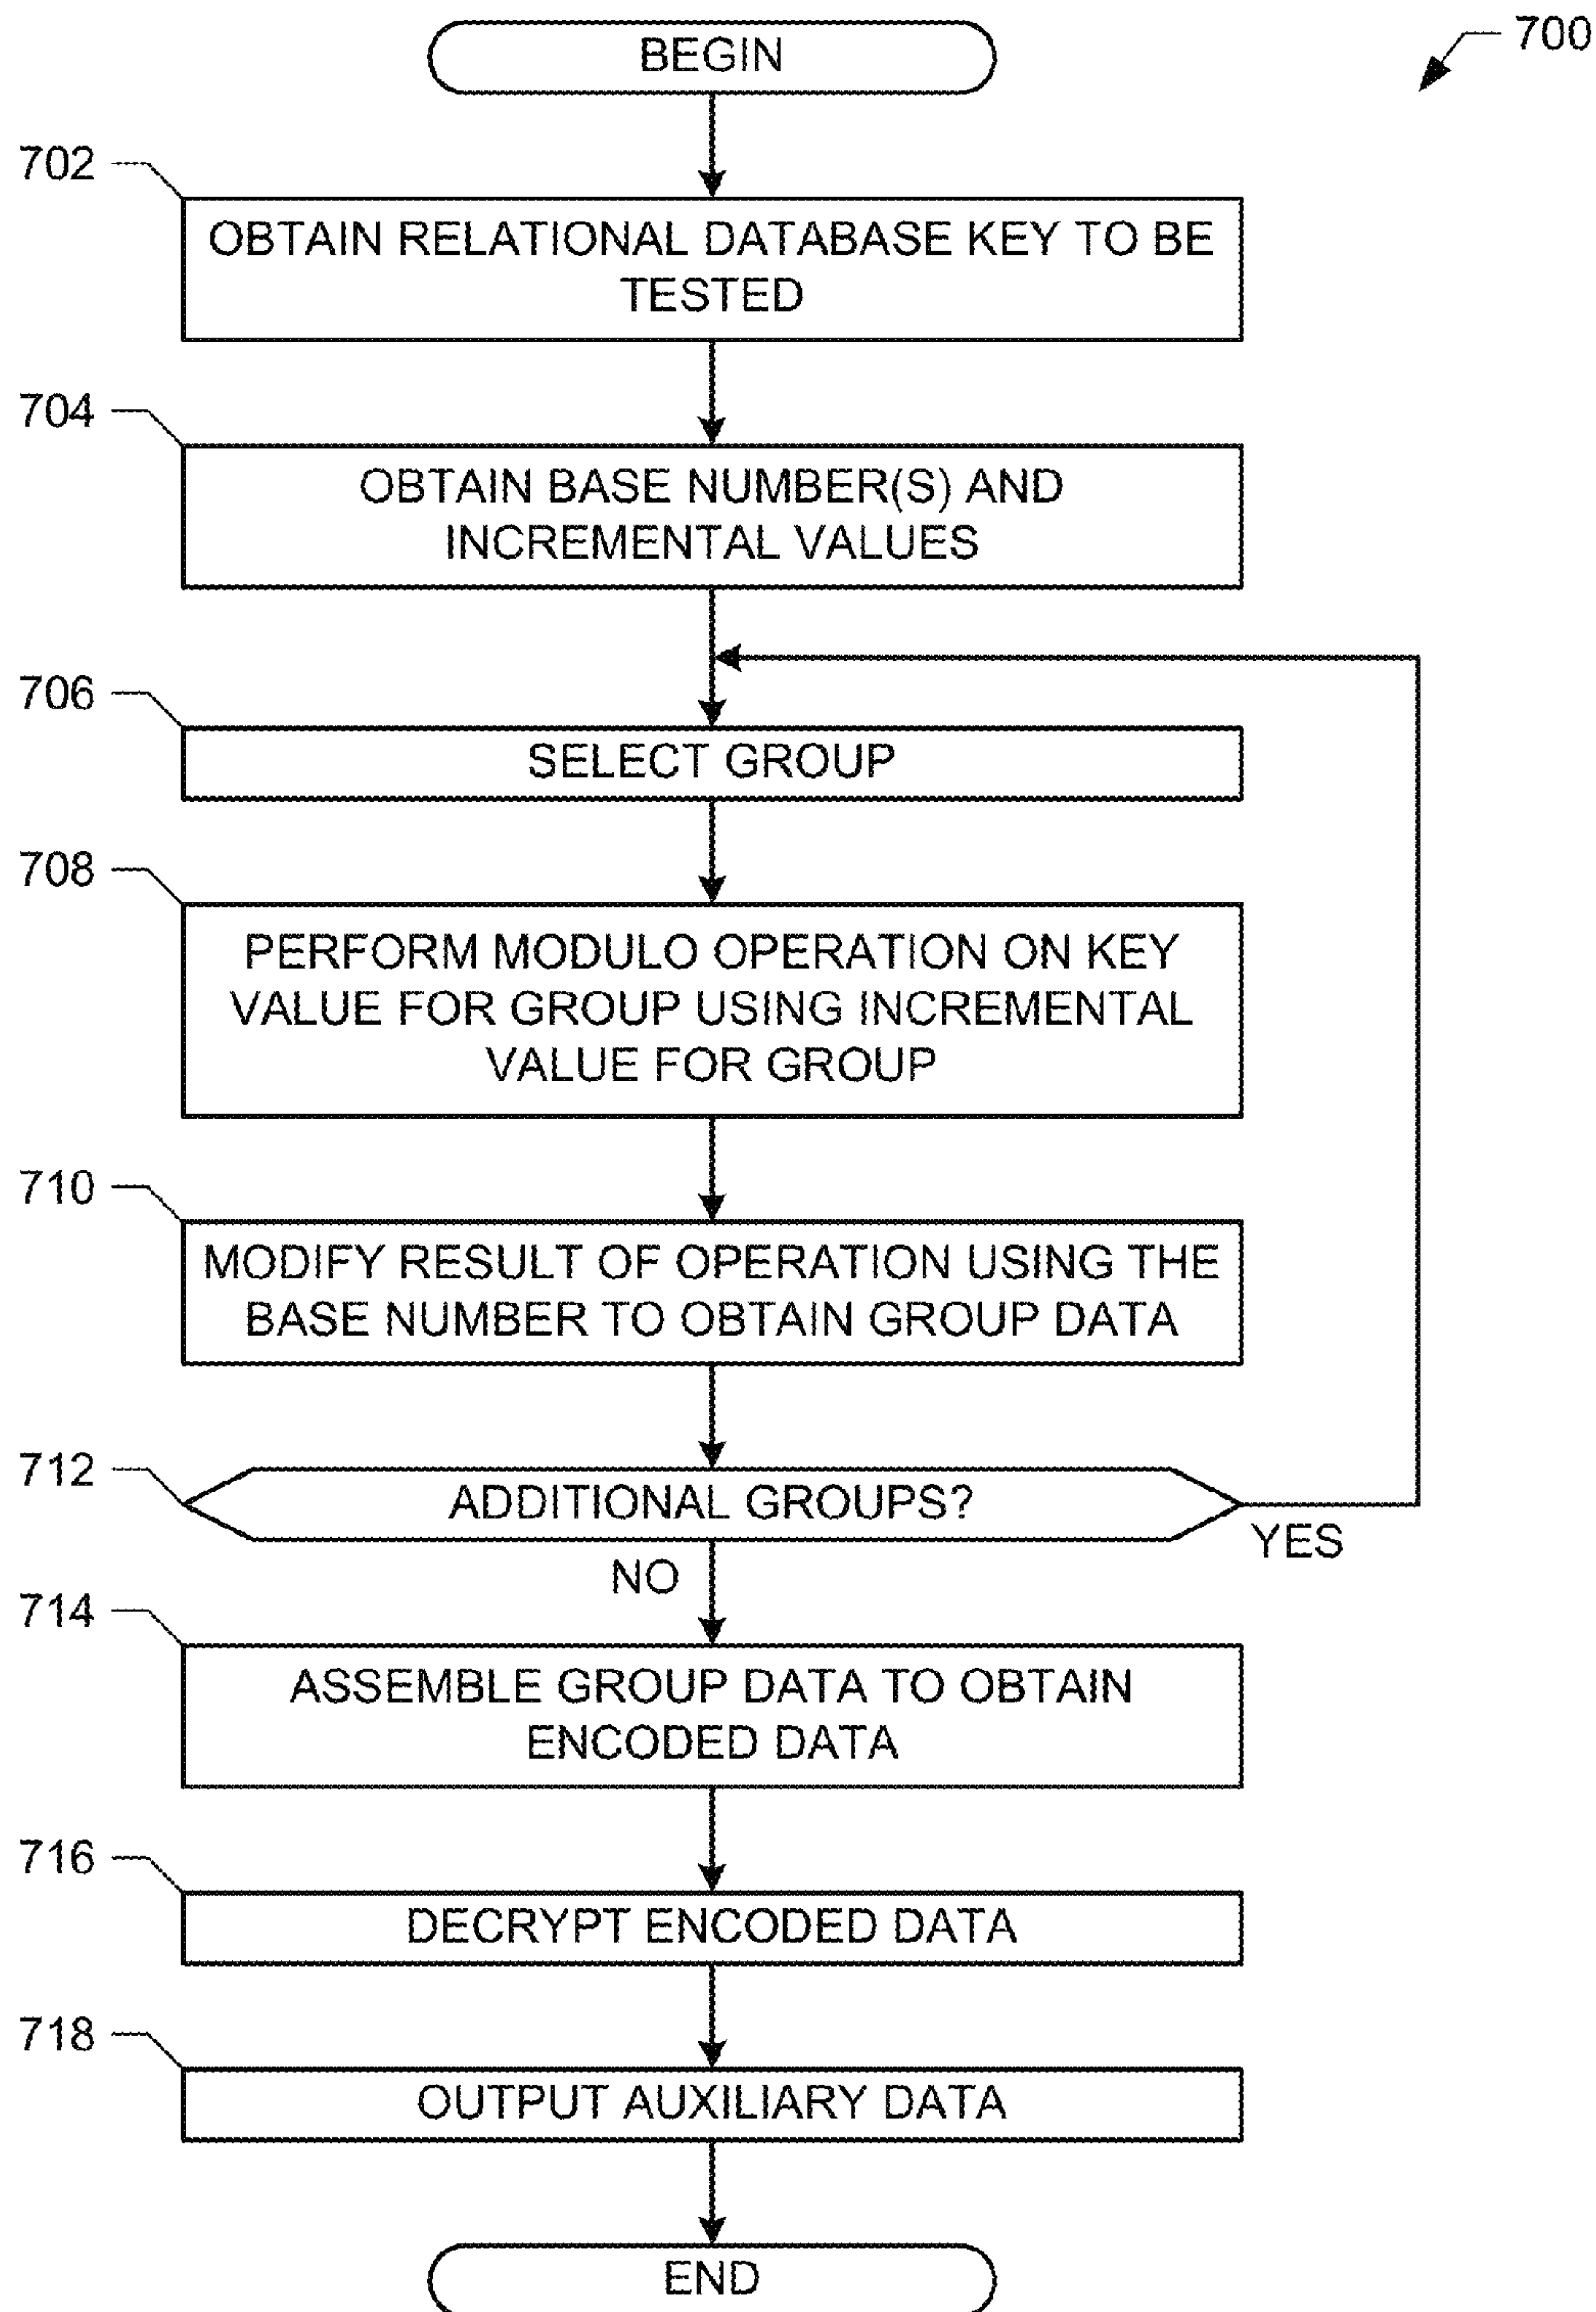 BEGIN
700
702
OBTAIN RELATIONAL DATABASE KEY TO BE
TESTED
704
OBTAIN BASE NUMBER(S) AND
INCREMENTAL VALUES
706
SELECT GROUP
708
PERFORM MODULO OPERATION ON KEY
VALUE FOR GROUP USING INCREMENTAL
VALUE FOR GROUP
710
MODIFY RESULT OF OPERATION USING THE
BASE NUMBER TO OBTAIN GROUP DATA
712
ADDITIONAL GROUPS?
YES
NO
714
ASSEMBLE GROUP DATA TO OBTAIN
ENCODED DATA
716
DECRYPT ENCODED DATA
718
OUTPUT AUXILIARY DATA
END